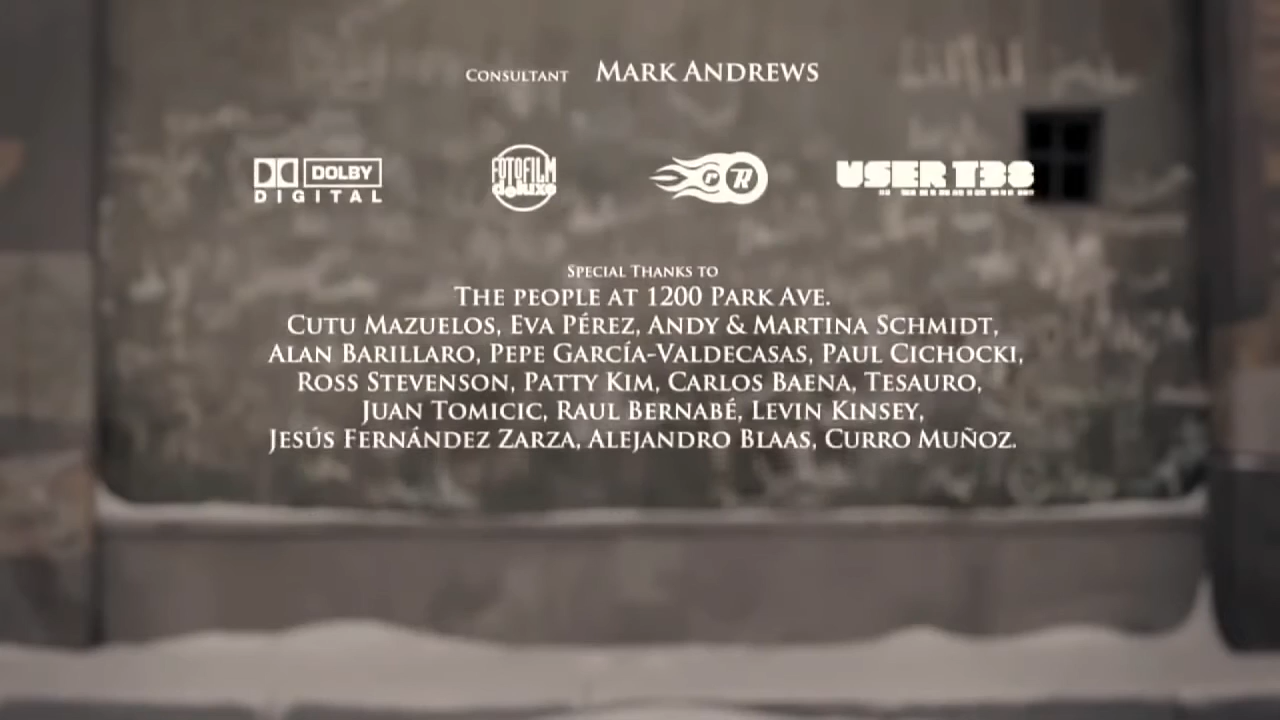 Consultant Mark Andrews
DOLBY DIGITAL
FOTOFILM deluxe
rR
USER T38
Special Thanks to
The people at 1200 Park Ave.
Cutu Mazuelos, Eva Pérez, Andy & Martina Schmidt,
Alan Barillaro, Pepe García-Valdecasas, Paul Cichocki,
Ross Stevenson, Patty Kim, Carlos Baena, Tesauro,
Juan Tomicic, Raul Bernabé, Levin Kinsey,
Jesús Fernández Zarza, Alejandro Blaas, Curro Muñoz.